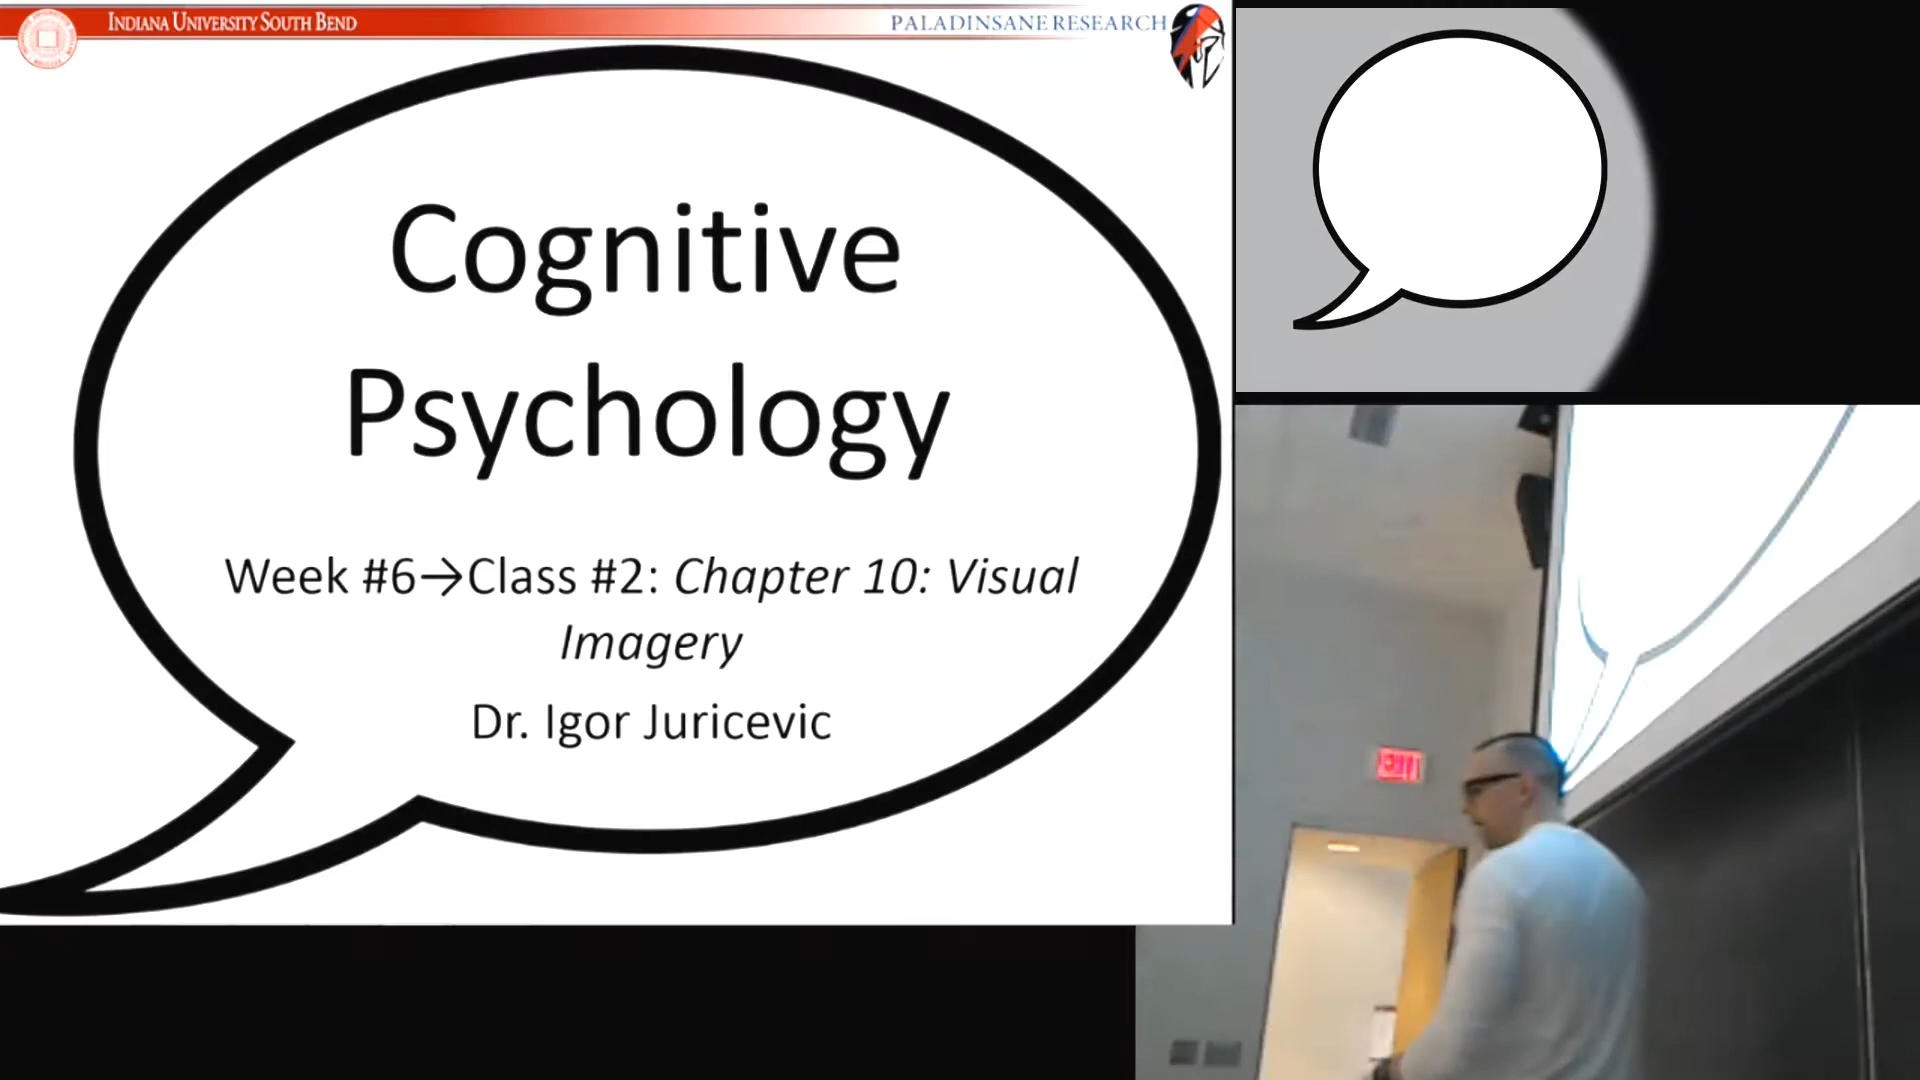 INDIANA UNIVERSITY SOUTH BEND
PALADINSANE RESEARCH
Cognitive
Psychology
Week #6→Class #2: Chapter 10: Visual
Imagery
Dr. Igor Juricevic
EXIT